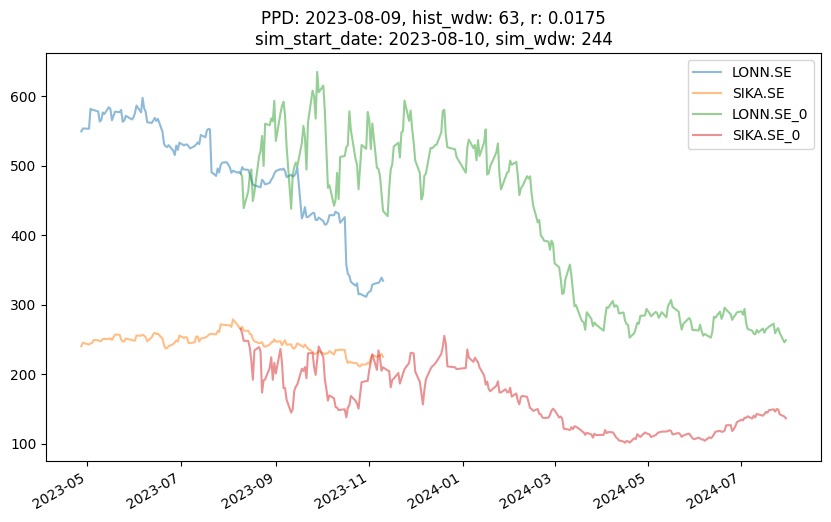 PPD: 2023-08-09, hist_wdw: 63, r: 0.0175
sim_start_date: 2023-08-10, sim_wdw: 244
LONN.SE
SIKA.SE
LONN.SE_0
SIKA.SE_0
600
500
400
300
200
100
2023-05
2023-07
2023-09
2023-11
2024-01
2024-03
2024-05
2024-07